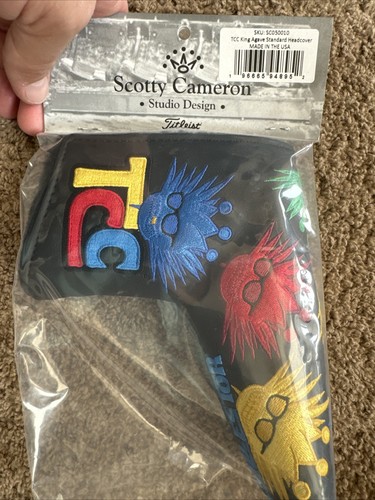 SKU: SC050010
TCC King Agave Standard Headcover
MADE IN THE USA
Scotty Cameron
• Studio Design •
Titleist
TCC